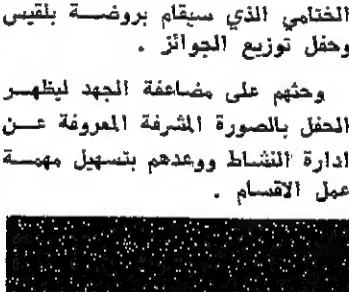 الختامي الذي سيقام بروضة بلقيس
وحفل توزيع الجوائز .
وحثهم على مضاعفة الجهد ليظهر
الحفل بالصورة المشرفة المعروفة عن
ادارة النشاط ووعدهم بتسهيل مهمة
عمل الاقسام .